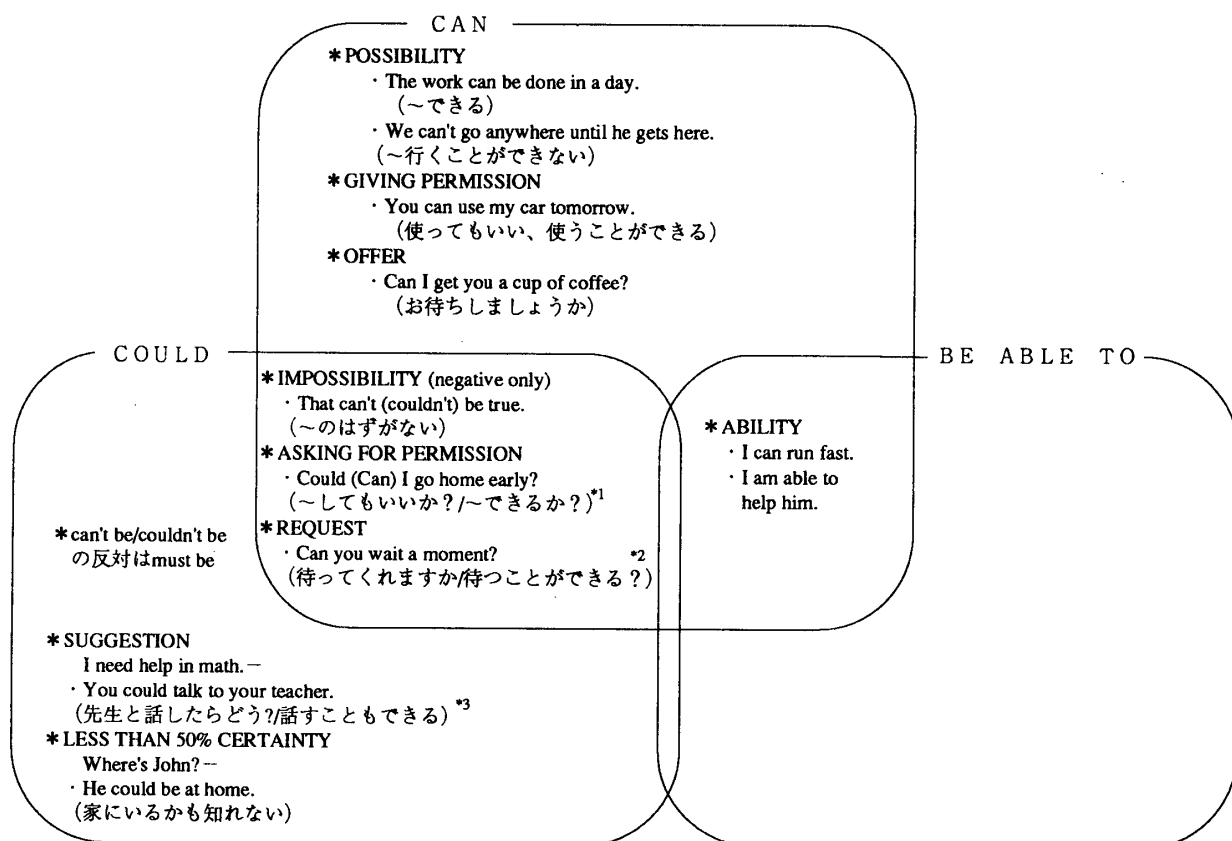 CAN
*POSSIBILITY
・The work can be done in a day.
(～できる)
・We can't go anywhere until he gets here.
(～行くことができない)
*GIVING PERMISSION
・You can use my car tomorrow.
(使ってもいい、使うことができる)
*OFFER
・Can I get you a cup of coffee?
(お待ちしましょうか)
COULD
BE ABLE TO
*IMPOSSIBILITY (negative only)
・That can't (couldn't) be true.
(～のはずがない)
*ASKING FOR PERMISSION
・Could (Can) I go home early?
(～してもいいか？/～できるか？)*1
*REQUEST
・Can you wait a moment? *2
(待ってくれますか/待つことができる？)
*ABILITY
・I can run fast.
・I am able to
help him.
*can't be/couldn't be
の反対はmust be
*SUGGESTION
I need help in math.―
・You could talk to your teacher.
(先生と話したらどう?/話すこともできる) *3
*LESS THAN 50% CERTAINTY
Where's John?―
・He could be at home.
(家にいるかも知れない)